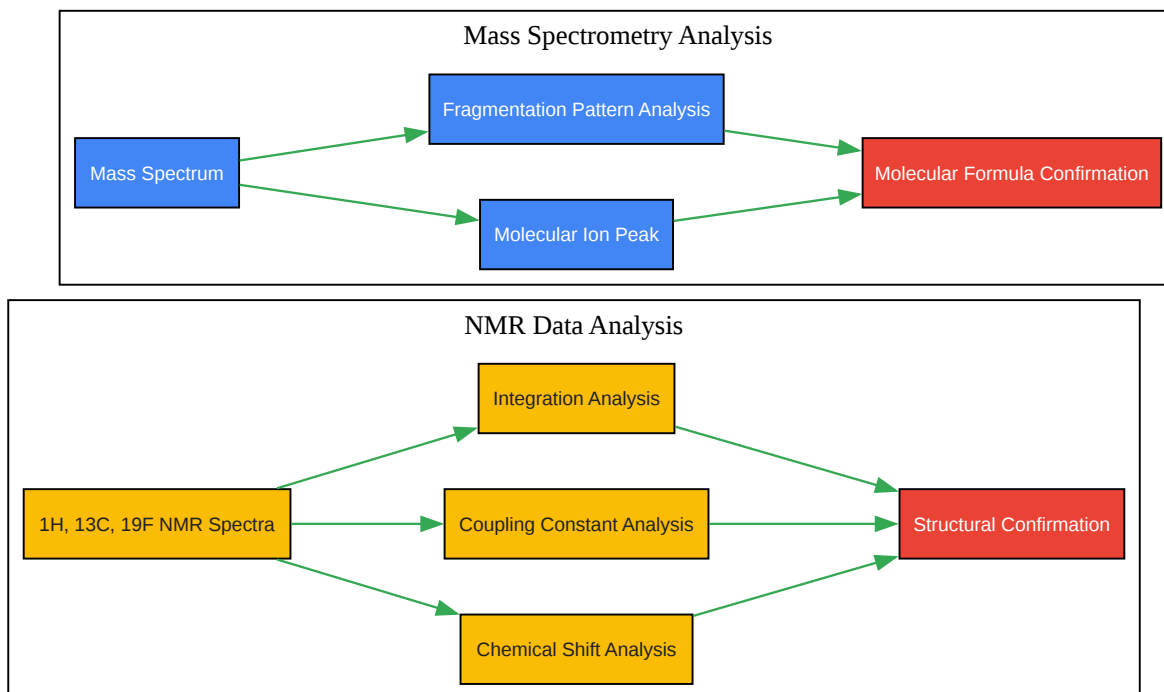 Mass Spectrometry Analysis
Fragmentation Pattern Analysis
Mass Spectrum
Molecular Formula Confirmation
Molecular Ion Peak
NMR Data Analysis
Integration Analysis
1H, 13C, 19F NMR Spectra
Coupling Constant Analysis
Structural Confirmation
Chemical Shift Analysis